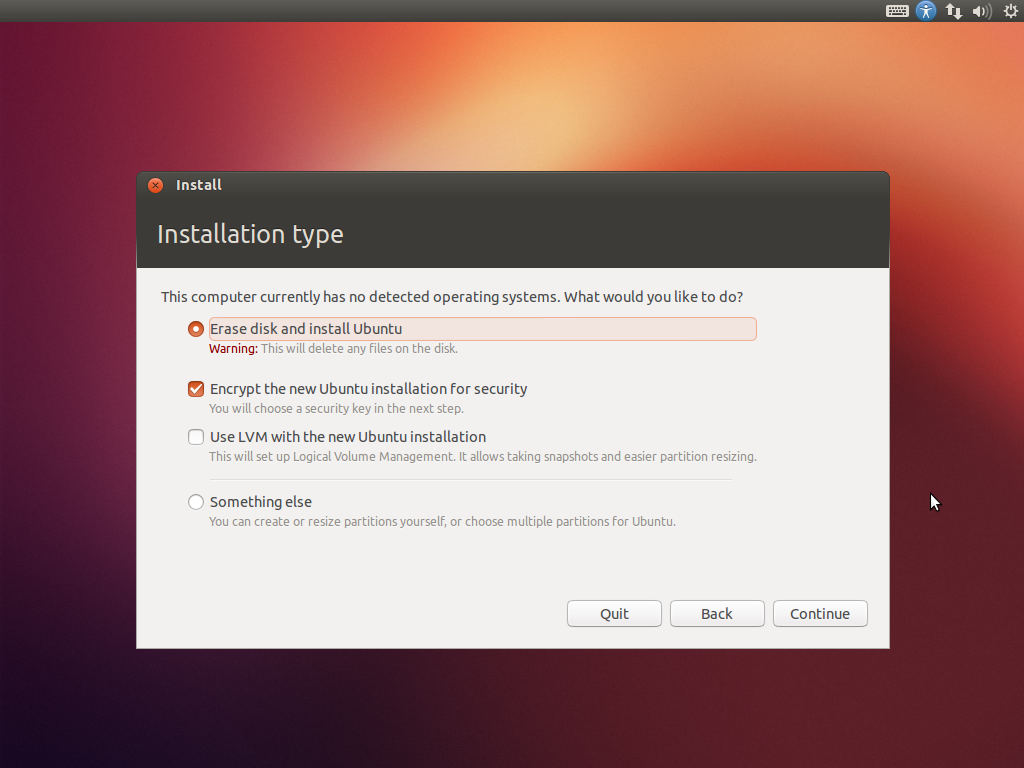 Install
Installation type
This computer currently has no detected operating systems. What would you like to do?
Erase disk and install Ubuntu
Warning: This will delete any files on the disk.
Encrypt the new Ubuntu installation for security
You will choose a security key in the next step.
Use LVM with the new Ubuntu installation
This will set up Logical Volume Management. It allows taking snapshots and easier partition resizing.
Something else
You can create or resize partitions yourself, or choose multiple partitions for Ubuntu.
Quit Back Continue